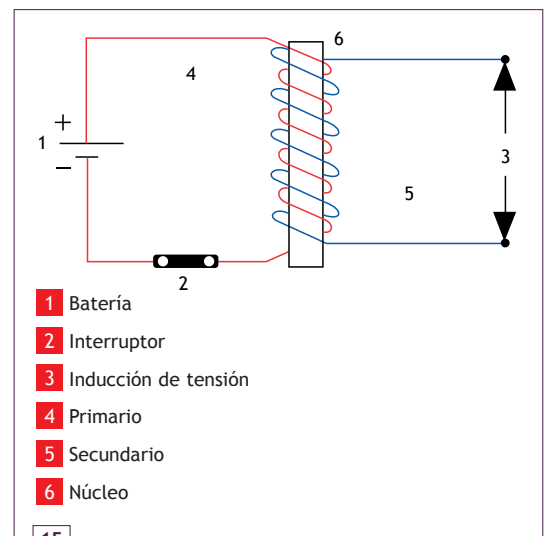 6
4
+
1
−
3
5
2
1 Batería
2 Interruptor
3 Inducción de tensión
4 Primario
5 Secundario
6 Núcleo
15